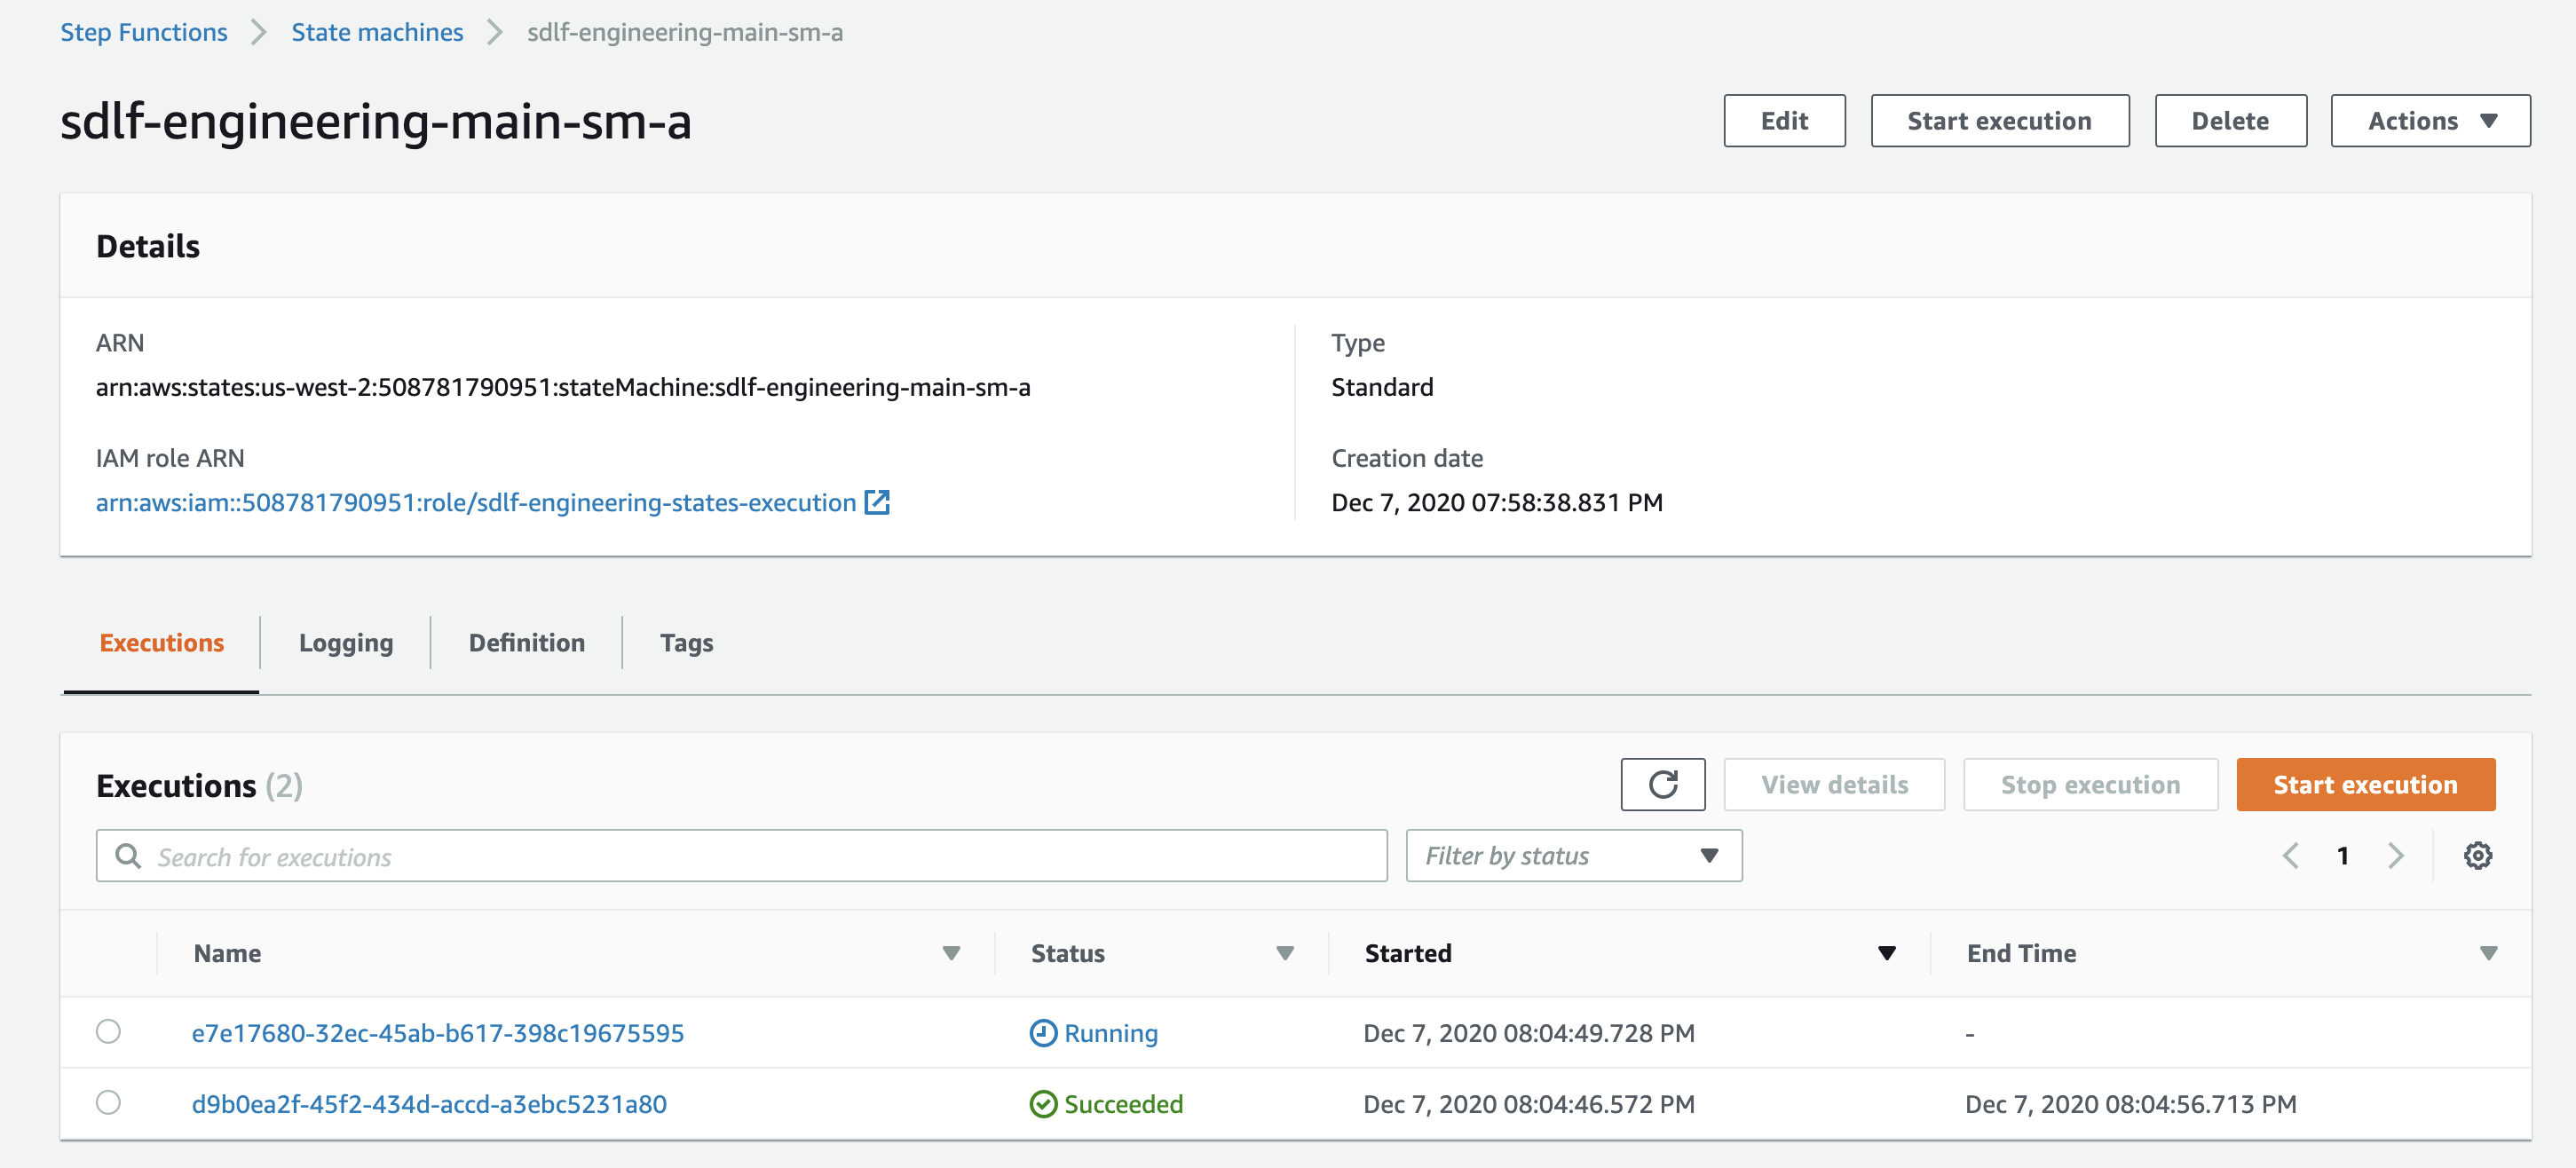 Step Functions > State machines > sdlf-engineering-main-sm-a
sdlf-engineering-main-sm-a
Edit Start execution Delete Actions
Details
ARN
arn:aws:states:us-west-2:508781790951:stateMachine:sdlf-engineering-main-sm-a
IAM role ARN
arn:aws:iam::508781790951:role/sdlf-engineering-states-execution
Type
Standard
Creation date
Dec 7, 2020 07:58:38.831 PM
Executions Logging Definition Tags
Executions (2)
View details Stop execution Start execution
Search for executions Filter by status 1
Name Status Started End Time
e7e17680-32ec-45ab-b617-398c19675595 Running Dec 7, 2020 08:04:49.728 PM -
d9b0ea2f-45f2-434d-accd-a3ebc5231a80 Succeeded Dec 7, 2020 08:04:46.572 PM Dec 7, 2020 08:04:56.713 PM